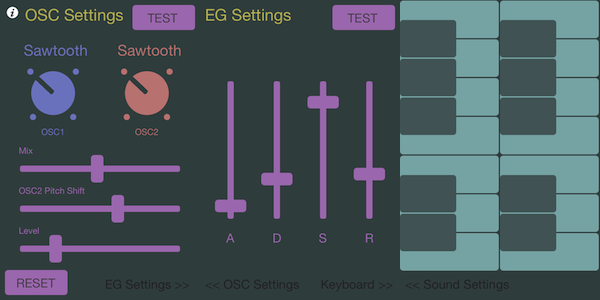 i OSC Settings TEST EG Settings TEST
Sawtooth Sawtooth
OSC1 OSC2
Mix
OSC2 Pitch Shift
Level
A D S R
RESET EG Settings >> << OSC Settings Keyboard >> << Sound Settings